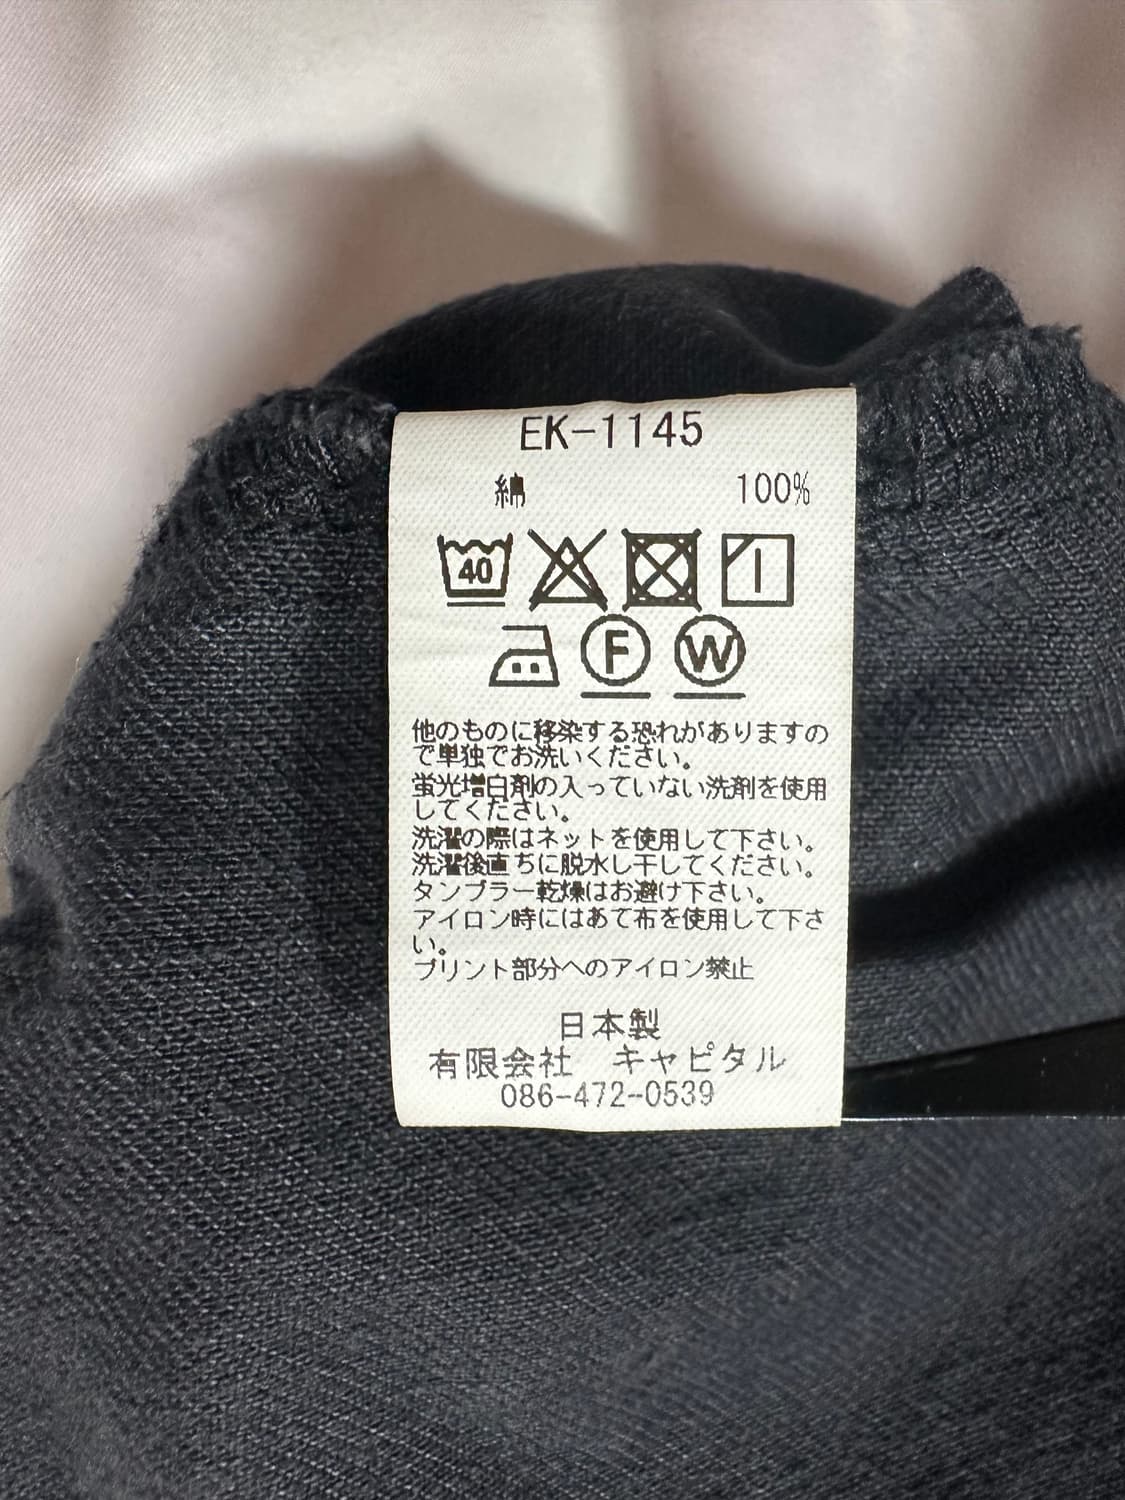 EK-1145
綿 100%
40
F W
他のものに移染する恐れがありますの
で単独でお洗いください。
蛍光増白剤の入っていない洗剤を使用
してください。
洗濯の際はネットを使用して下さい。
洗濯後直ちに脱水し干してください。
タンブラー乾燥はお避け下さい。
アイロン時にはあて布を使用して下さ
い。
プリント部分へのアイロン禁止
日本製
有限会社　キャピタル
086-472-0539